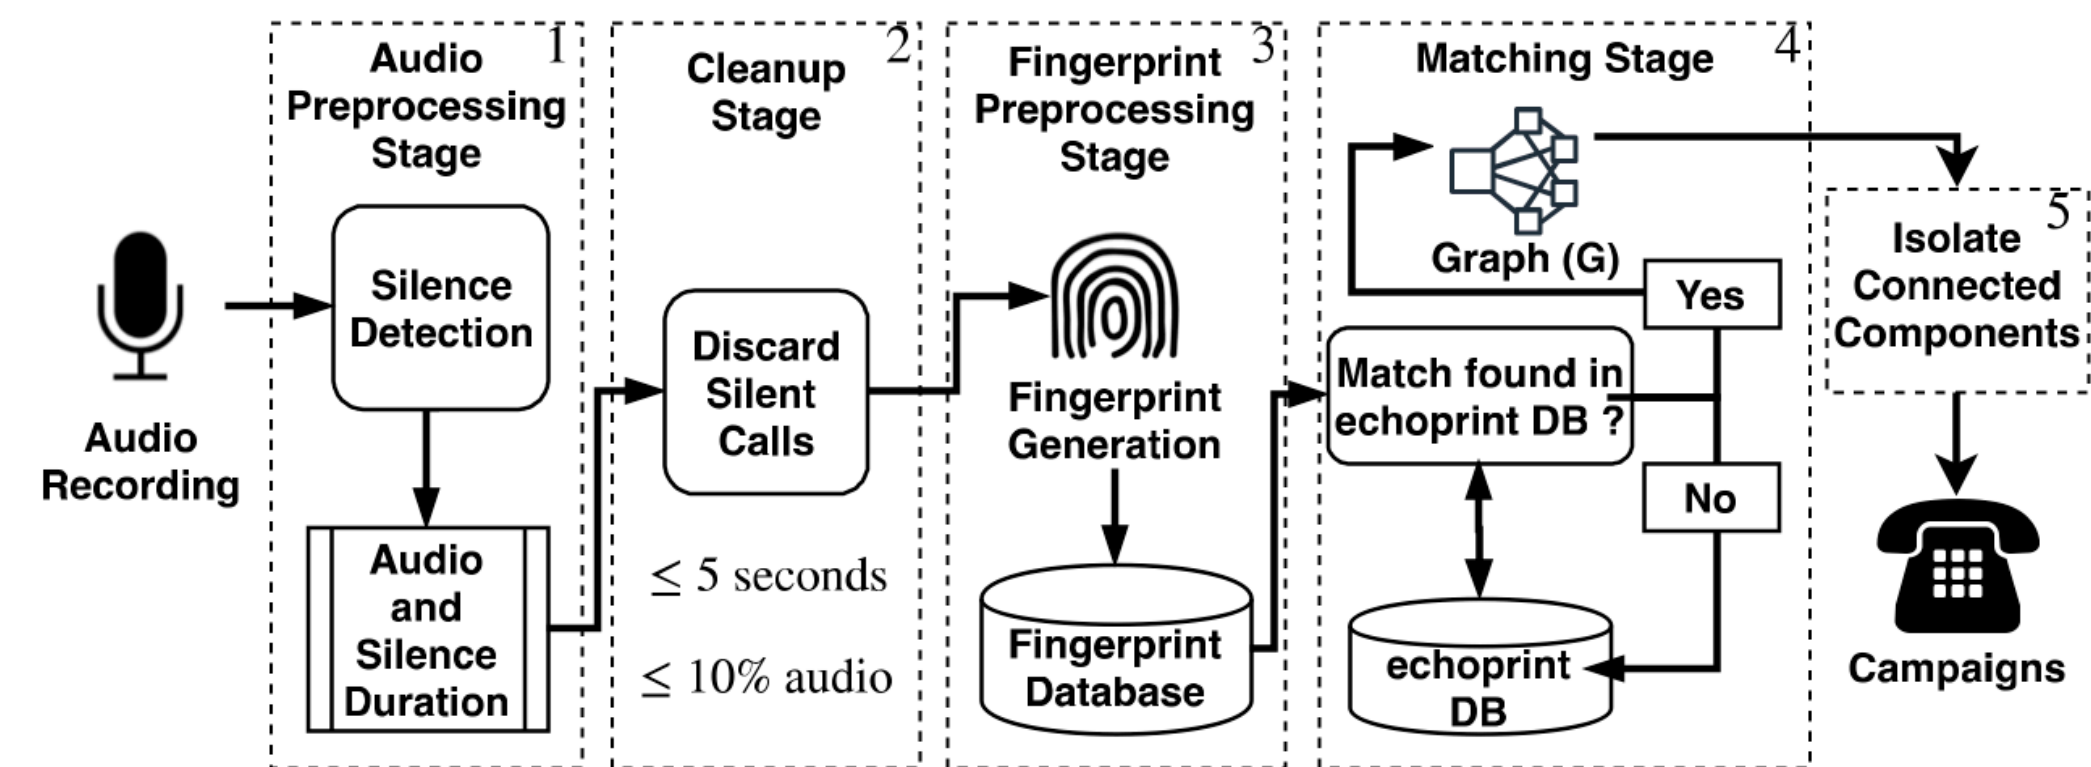 Audio
Recording
1
Audio
Preprocessing
Stage
Silence
Detection
Audio
and
Silence
Duration
2
Cleanup
Stage
Discard
Silent
Calls
≤ 5 seconds
≤ 10% audio
3
Fingerprint
Preprocessing
Stage
Fingerprint
Generation
Fingerprint
Database
4
Matching Stage
Graph (G)
Yes
Match found in
echoprint DB ?
No
echoprint
DB
5
Isolate
Connected
Components
Campaigns